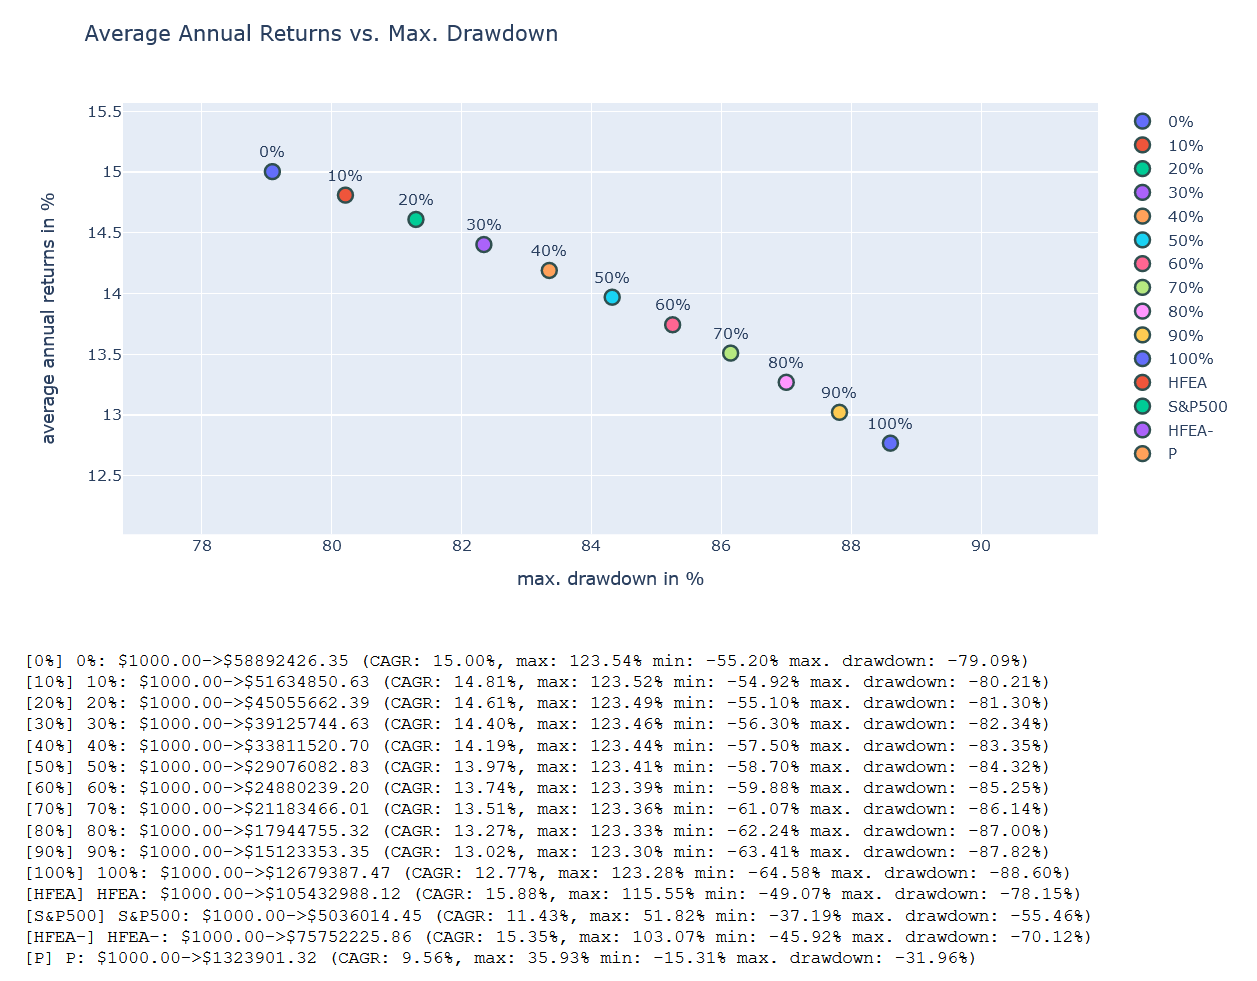 Average Annual Returns vs. Max. Drawdown
average annual returns in %
15.5
15
14.5
14
13.5
13
12.5
0%
10%
20%
30%
40%
50%
60%
70%
80%
90%
100%
78
80
82
84
86
88
90
max. drawdown in %
0%
10%
20%
30%
40%
50%
60%
70%
80%
90%
100%
HFEA
S&P500
HFEA-
P
[0%] 0%: $1000.00->$58892426.35 (CAGR: 15.00%, max: 123.54% min: -55.20% max. drawdown: -79.09%)
[10%] 10%: $1000.00->$51634850.63 (CAGR: 14.81%, max: 123.52% min: -54.92% max. drawdown: -80.21%)
[20%] 20%: $1000.00->$45055662.39 (CAGR: 14.61%, max: 123.49% min: -55.10% max. drawdown: -81.30%)
[30%] 30%: $1000.00->$39125744.63 (CAGR: 14.40%, max: 123.46% min: -56.30% max. drawdown: -82.34%)
[40%] 40%: $1000.00->$33811520.70 (CAGR: 14.19%, max: 123.44% min: -57.50% max. drawdown: -83.35%)
[50%] 50%: $1000.00->$29076082.83 (CAGR: 13.97%, max: 123.41% min: -58.70% max. drawdown: -84.32%)
[60%] 60%: $1000.00->$24880239.20 (CAGR: 13.74%, max: 123.39% min: -59.88% max. drawdown: -85.25%)
[70%] 70%: $1000.00->$21183466.01 (CAGR: 13.51%, max: 123.36% min: -61.07% max. drawdown: -86.14%)
[80%] 80%: $1000.00->$17944755.32 (CAGR: 13.27%, max: 123.33% min: -62.24% max. drawdown: -87.00%)
[90%] 90%: $1000.00->$15123353.35 (CAGR: 13.02%, max: 123.30% min: -63.41% max. drawdown: -87.82%)
[100%] 100%: $1000.00->$12679387.47 (CAGR: 12.77%, max: 123.28% min: -64.58% max. drawdown: -88.60%)
[HFEA] HFEA: $1000.00->$105432988.12 (CAGR: 15.88%, max: 115.55% min: -49.07% max. drawdown: -78.15%)
[S&P500] S&P500: $1000.00->$5036014.45 (CAGR: 11.43%, max: 51.82% min: -37.19% max. drawdown: -55.46%)
[HFEA-] HFEA-: $1000.00->$75752225.86 (CAGR: 15.35%, max: 103.07% min: -45.92% max. drawdown: -70.12%)
[P] P: $1000.00->$1323901.32 (CAGR: 9.56%, max: 35.93% min: -15.31% max. drawdown: -31.96%)